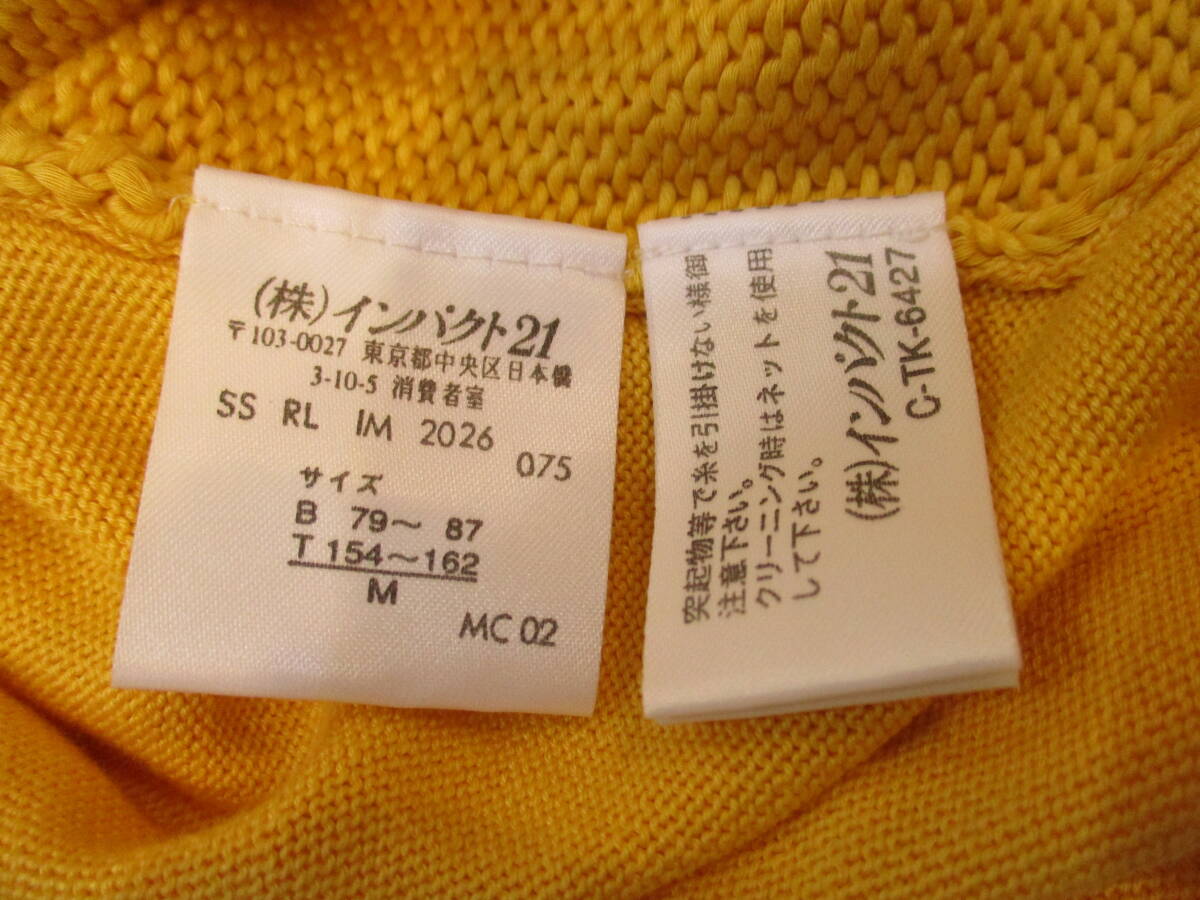 (株)インパクト21
〒103-0027 東京都中央区日本橋
3-10-5 消費者室
SS RL IM 2026
075
サイズ
B 79〜 87
T 154〜162
M
MC 02
突起物等で糸を引掛けない様御
注意下さい。
クリーニング時はネットを使用
して下さい。
(株)インパクト21
C-TK-6427